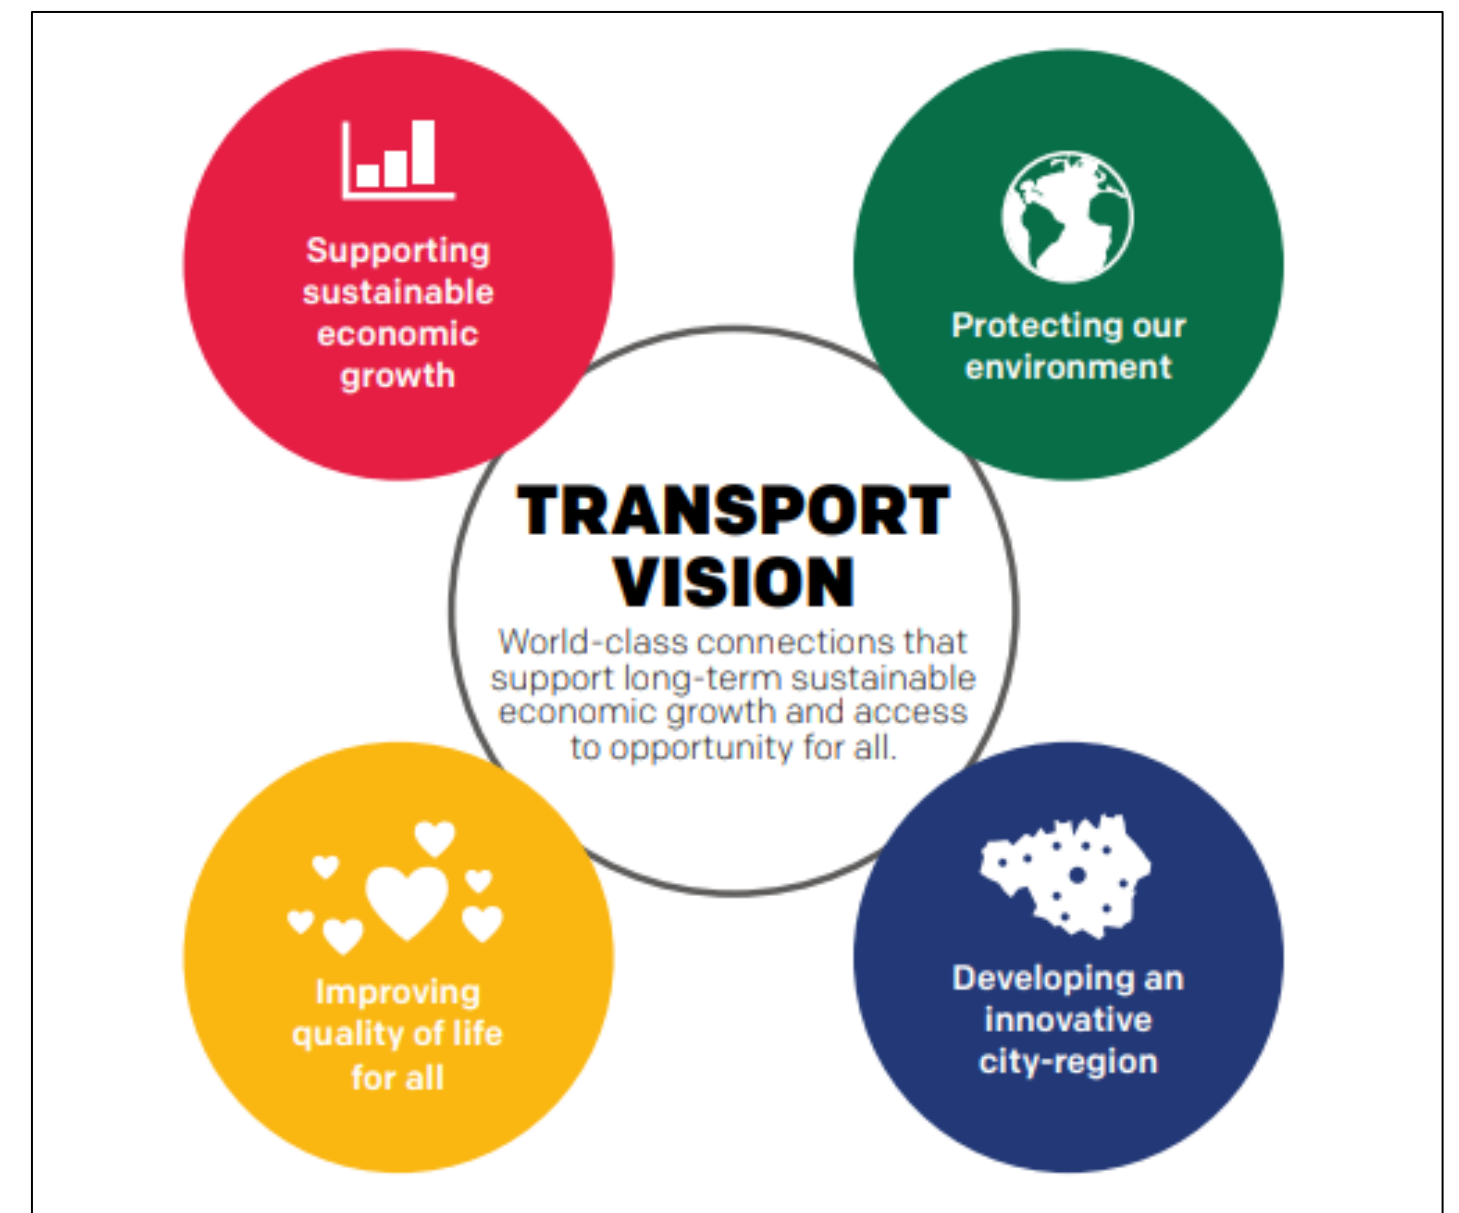 Supporting
sustainable
economic
growth
Protecting our
environment
TRANSPORT
VISION
World-class connections that
support long-term sustainable
economic growth and access
to opportunity for all.
Improving
quality of life
for all
Developing an
innovative
city-region